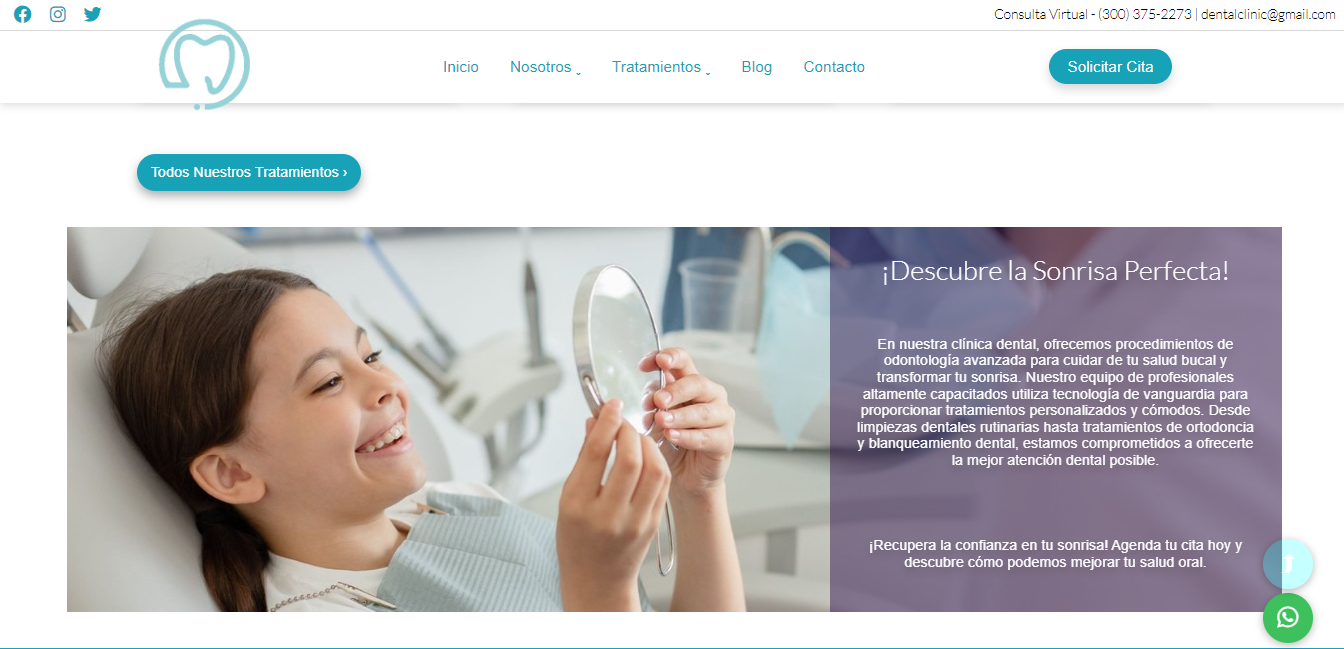 Consulta Virtual - (300) 375-2273 | dentalclinic@gmail.com
Inicio
Nosotros
Tratamientos
Blog
Contacto
Solicitar Cita
Todos Nuestros Tratamientos ›
¡Descubre la Sonrisa Perfecta!
En nuestra clínica dental, ofrecemos procedimientos de
odontología avanzada para cuidar de tu salud bucal y
transformar tu sonrisa. Nuestro equipo de profesionales
altamente capacitados utiliza tecnología de vanguardia para
proporcionar tratamientos personalizados y cómodos. Desde
limpiezas dentales rutinarias hasta tratamientos de ortodoncia
y blanqueamiento dental, estamos comprometidos a ofrecerte
la mejor atención dental posible.
¡Recupera la confianza en tu sonrisa! Agenda tu cita hoy y
descubre cómo podemos mejorar tu salud oral.